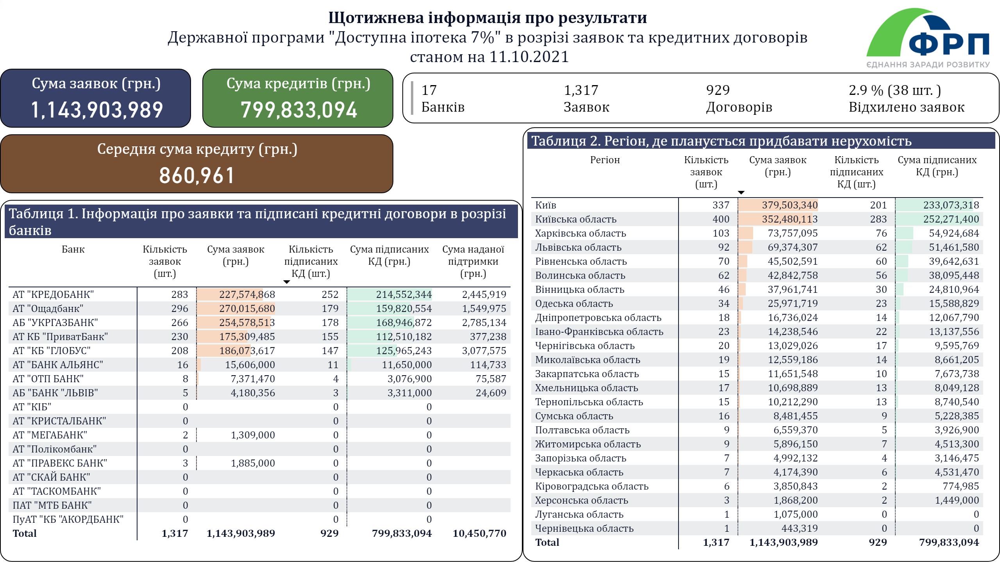 Щотижнева інформація про результати
Державної програми "Доступна іпотека 7%" в розрізі заявок та кредитних договорів
станом на 11.10.2021
ФРП
ЄДНАННЯ ЗАРАДИ РОЗВИТКУ
Сума заявок (грн.)
1,143,903,989
Сума кредитів (грн.)
799,833,094
17 1,317 929 2.9 % (38 шт. )
Банків Заявок Договорів Відхилено заявок
Середня сума кредиту (грн.)
860,961
Таблиця 1. Інформація про заявки та підписані кредитні договори в розрізі
банків
Банк Кількість Сума заявок Кількість Сума підписаних Сума наданої
заявок (грн.) підписаних КД (грн.) підтримки
(шт.) КД (шт.) (грн.)
АТ "КРЕДОБАНК" 283 227,574,868 252 214,552,344 2,445,919
АТ "Ощадбанк" 296 270,015,680 179 159,820,554 1,549,975
АБ "УКРГАЗБАНК" 266 254,578,513 178 168,946,872 2,785,134
АТ КБ "ПриватБанк" 230 175,309,485 155 112,510,182 377,238
АТ "КБ "ГЛОБУС" 208 186,073,617 147 125,965,243 3,077,575
АТ "БАНК АЛЬЯНС" 16 15,606,000 11 11,650,000 114,733
АТ "ОТП БАНК" 8 7,371,470 4 3,076,900 75,587
АБ "БАНК "ЛЬВІВ" 5 4,180,356 3 3,311,000 24,609
АТ "КІБ" 0 0 0
АТ "КРИСТАЛБАНК" 0 0 0
АТ "МЕГАБАНК" 2 1,309,000 0 0
АТ "Полікомбанк" 0 0 0
АТ "ПРАВЕКС БАНК" 3 1,885,000 0 0
АТ "СКАЙ БАНК" 0 0 0
АТ "ТАСКОМБАНК" 0 0 0
ПАТ "МТБ БАНК" 0 0 0
ПуАТ "КБ "АКОРДБАНК" 0 0 0
Total 1,317 1,143,903,989 929 799,833,094 10,450,770
Таблиця 2. Регіон, де планується придбавати нерухомість
Регіон Кількість Сума заявок Кількість Сума підписаних
заявок (грн.) підписаних КД (грн.)
(шт.) КД (шт.)
Київ 337 379,503,340 201 233,073,318
Київська область 400 352,480,113 283 252,271,400
Харківська область 103 73,757,095 76 54,924,684
Львівська область 92 69,374,307 62 51,461,580
Рівненська область 70 45,502,591 60 39,642,631
Волинська область 62 42,842,758 56 38,095,448
Вінницька область 46 37,961,741 30 24,810,964
Одеська область 34 25,971,719 23 15,588,829
Дніпропетровська область 18 16,736,024 14 12,067,790
Івано-Франківська область 23 14,238,546 22 13,137,556
Чернігівська область 20 13,029,026 17 9,595,769
Миколаївська область 19 12,559,186 14 8,661,205
Закарпатська область 15 11,651,548 10 7,673,738
Хмельницька область 17 10,698,889 13 8,049,128
Тернопільська область 15 10,212,290 13 8,740,540
Сумська область 16 8,481,455 9 5,228,385
Полтавська область 9 6,559,370 5 3,926,900
Житомирська область 9 5,896,150 7 4,513,300
Запорізька область 7 4,992,132 4 3,146,475
Черкаська область 7 4,174,390 6 4,531,470
Кіровоградська область 6 3,850,843 2 774,985
Херсонська область 3 1,868,200 2 1,449,000
Луганська область 1 1,075,000 0 0
Чернівецька область 1 443,319 0 0
Total 1,317 1,143,903,989 929 799,833,094